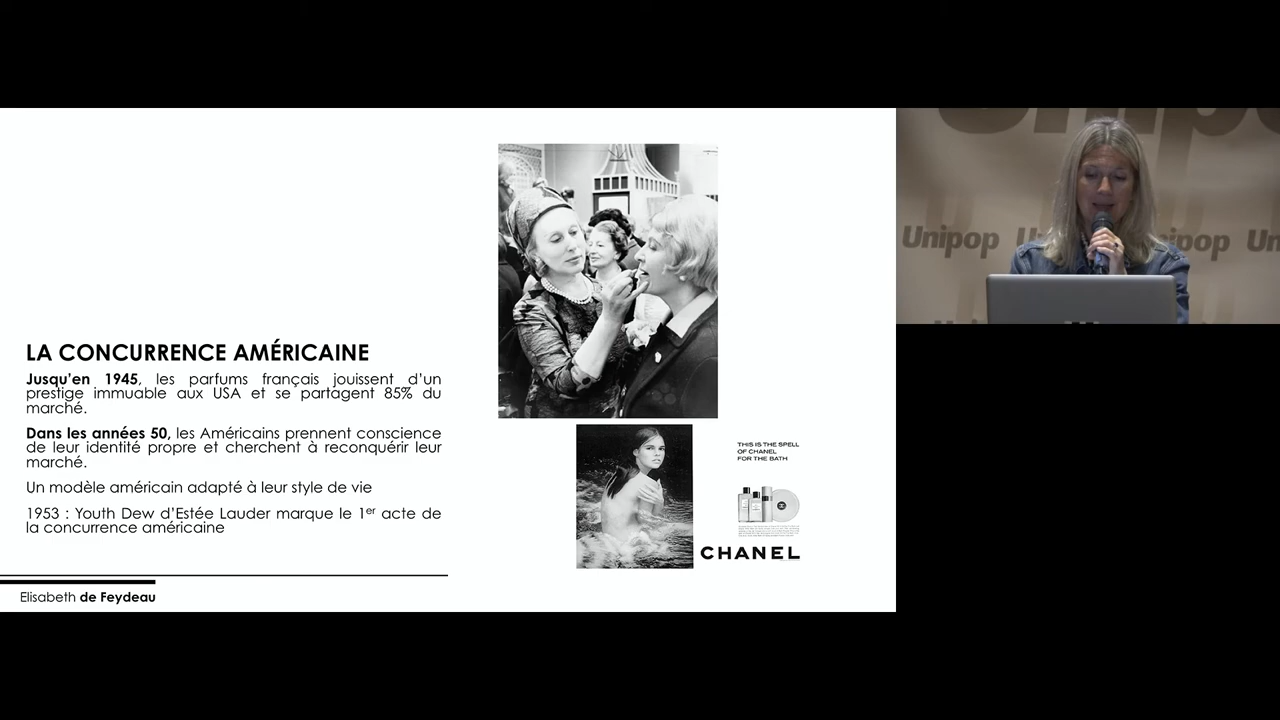 LA CONCURRENCE AMÉRICAINE
Jusqu'en 1945, les parfums français jouissent d'un
prestige immuable aux USA et se partagent 85% du
marché.
Dans les années 50, les Américains prennent conscience
de leur identité propre et cherchent à reconquérir leur
marché.
Un modèle américain adapté à leur style de vie
1953 : Youth Dew d'Estée Lauder marque le 1er acte de
la concurrence américaine
Elisabeth de Feydeau
THIS IS THE SPELL
OF CHANEL
FOR THE BATH
CHANEL
Unipop
Unipop